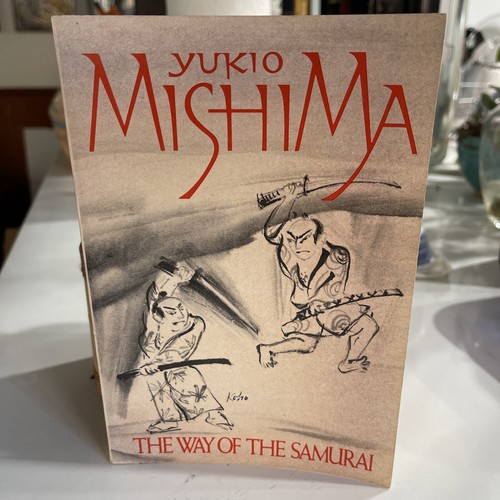 YUKIO
MISHIMA
THE WAY OF THE SAMURAI